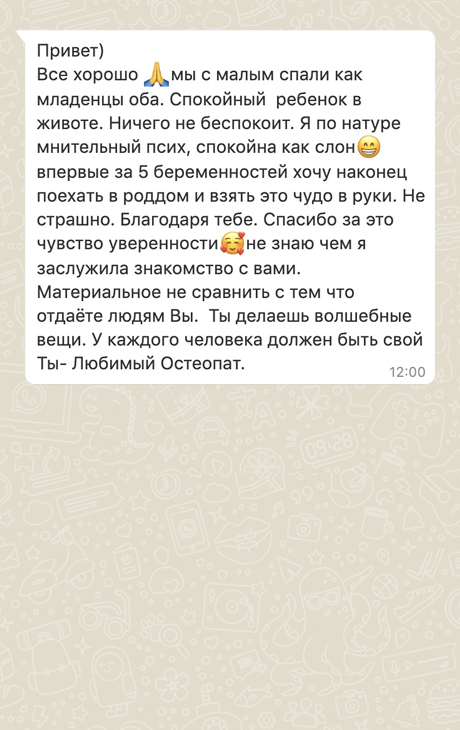 Привет)
Все хорошо 🙏мы с малым спали как
младенцы оба. Спокойный  ребенок в
животе. Ничего не беспокоит. Я по натуре
мнительный псих, спокойна как слон😁
впервые за 5 беременностей хочу наконец
поехать в роддом и взять это чудо в руки. Не
страшно. Благодаря тебе. Спасибо за это
чувство уверенности🥰не знаю чем я
заслужила знакомство с вами.
Материальное не сравнить с тем что
отдаёте людям Вы.  Ты делаешь волшебные
вещи. У каждого человека должен быть свой
Ты- Любимый Остеопат.
12:00